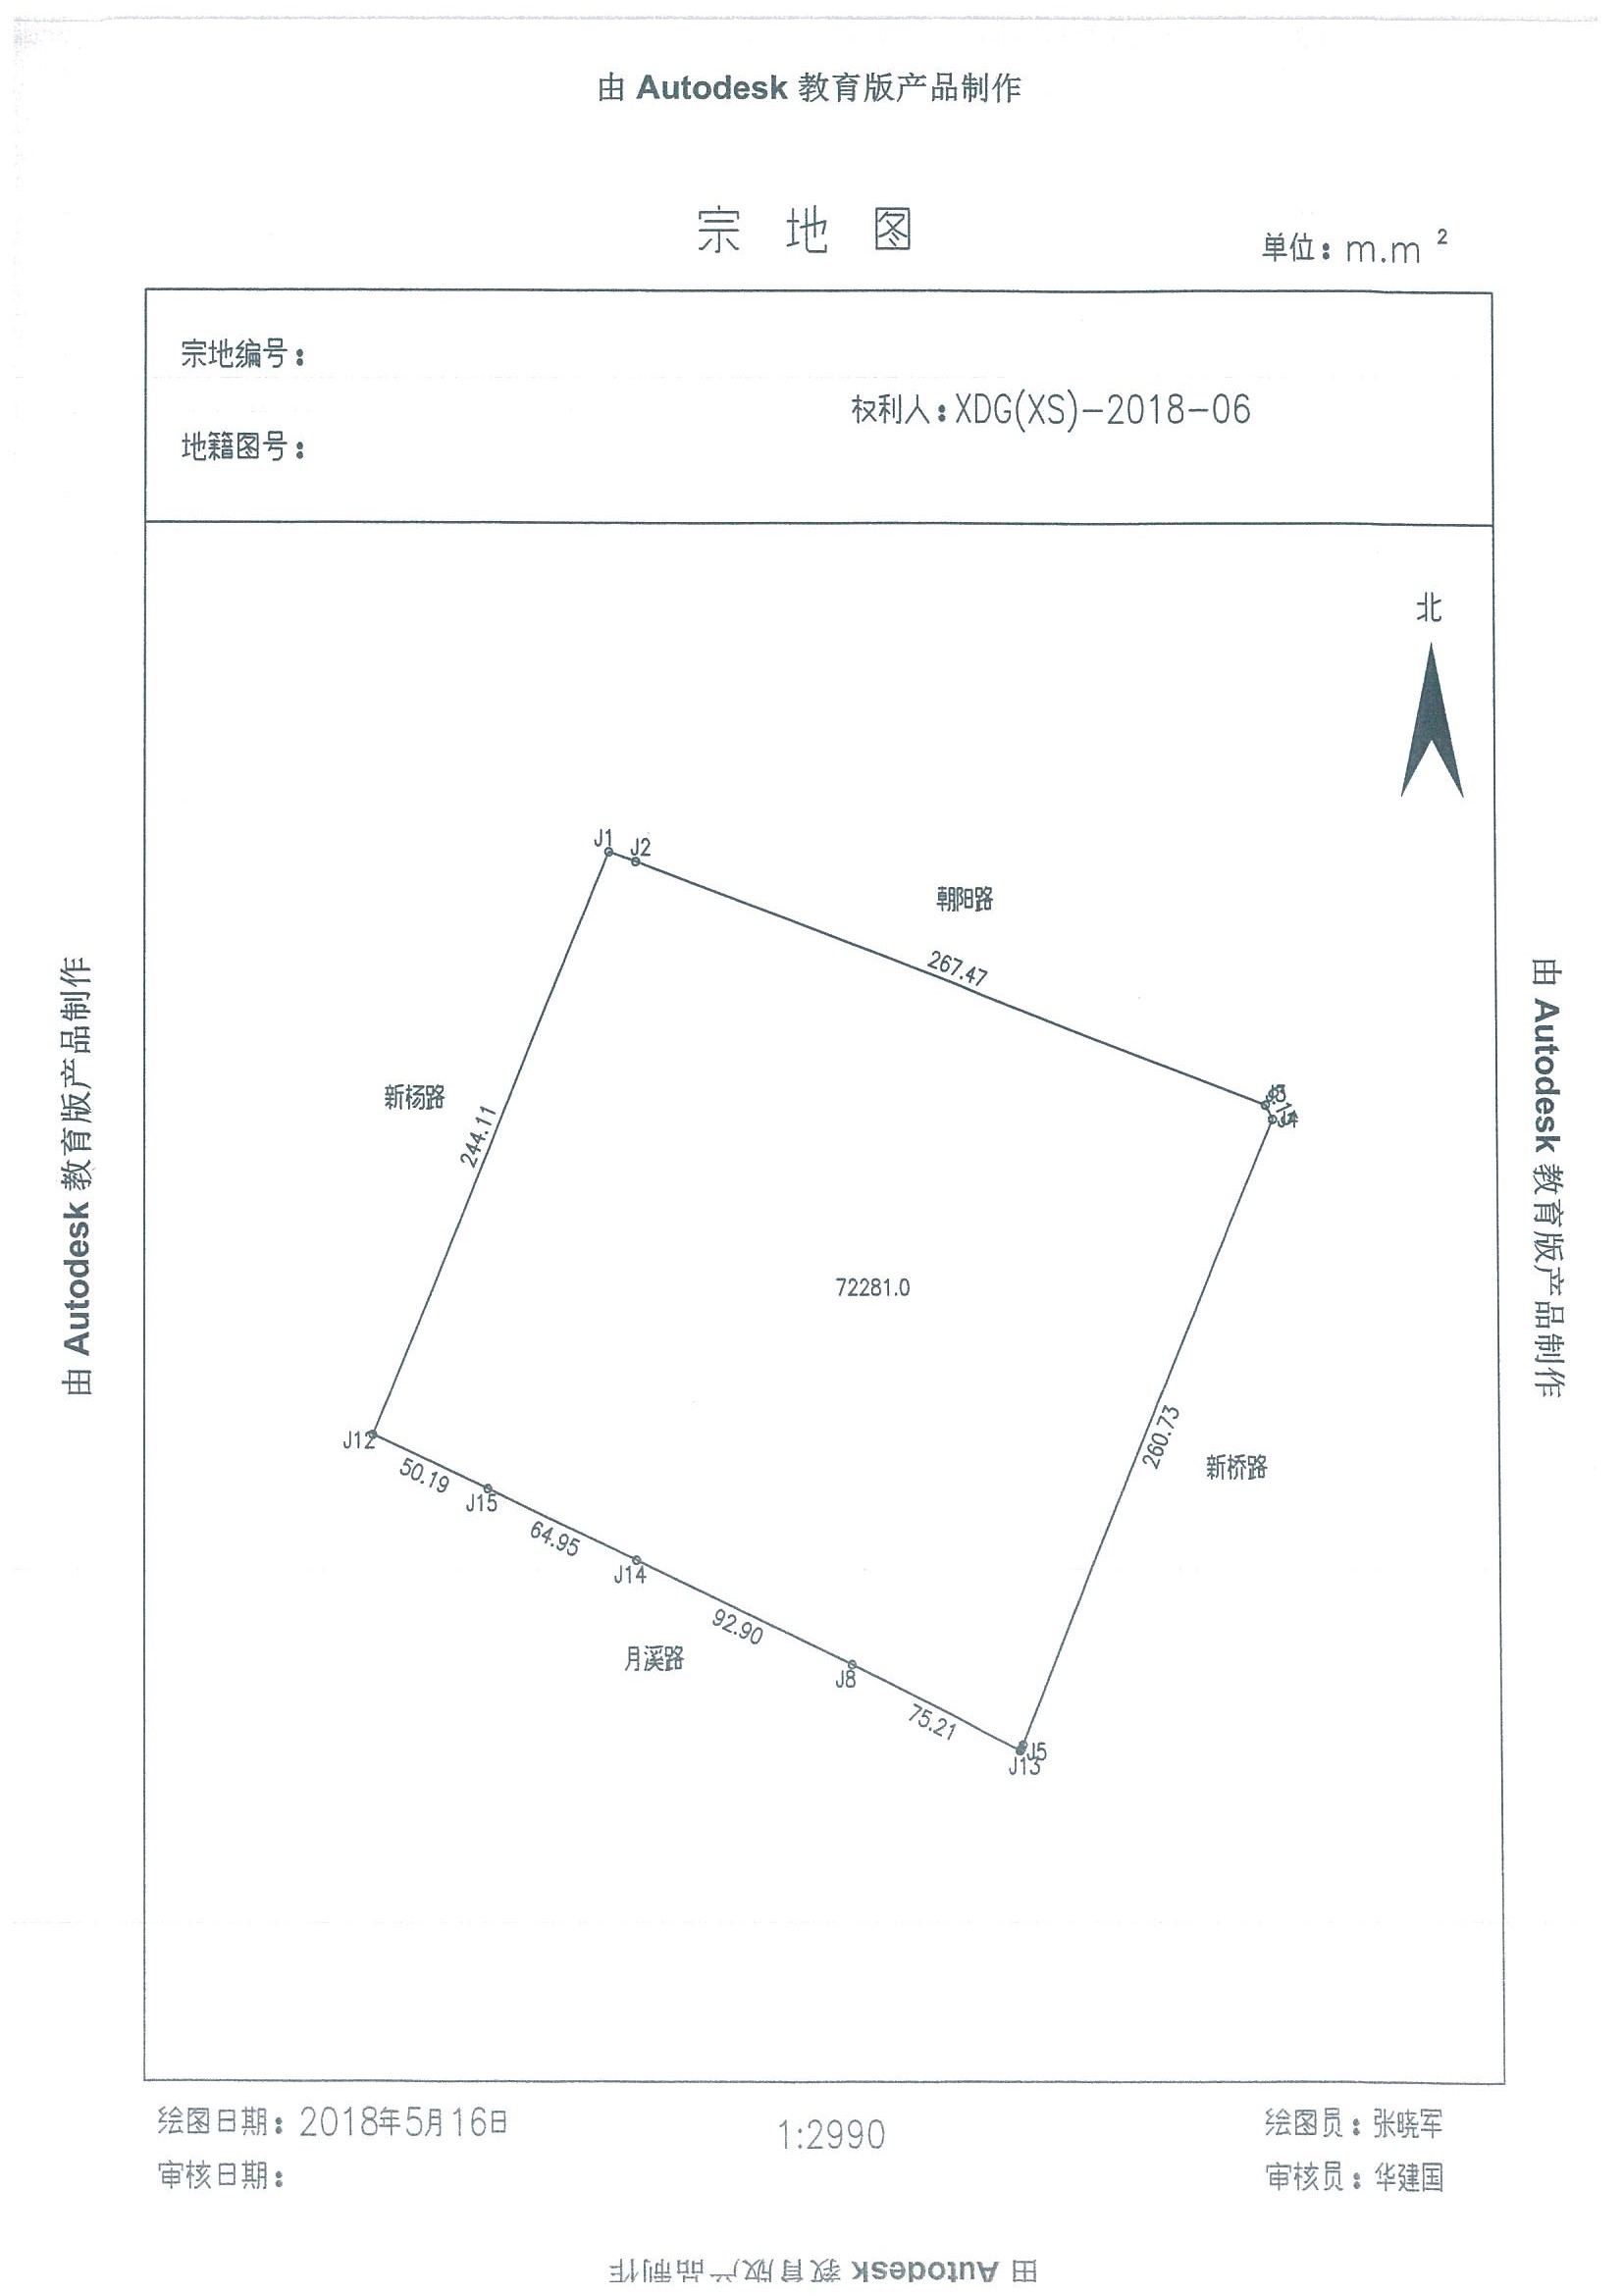 由 Autodesk 教育版产品制作
宗 地 图
单位：m.m²
宗地编号：
权利人：XDG(XS)-2018-06
地籍图号：
北
J1
J2
朝阳路
267.47
由 Autodesk 教育版产品制作
由 Autodesk 教育版产品制作
新杨路
244.11
72281.0
J12
50.19
J15
64.95
J14
92.90
月溪路
J8
75.21
260.73
新桥路
J5
J13
绘图日期：2018年5月16日
1:2990
绘图员：张晓军
审核日期：
审核员：华建国
由 Autodesk 教育版产品制作